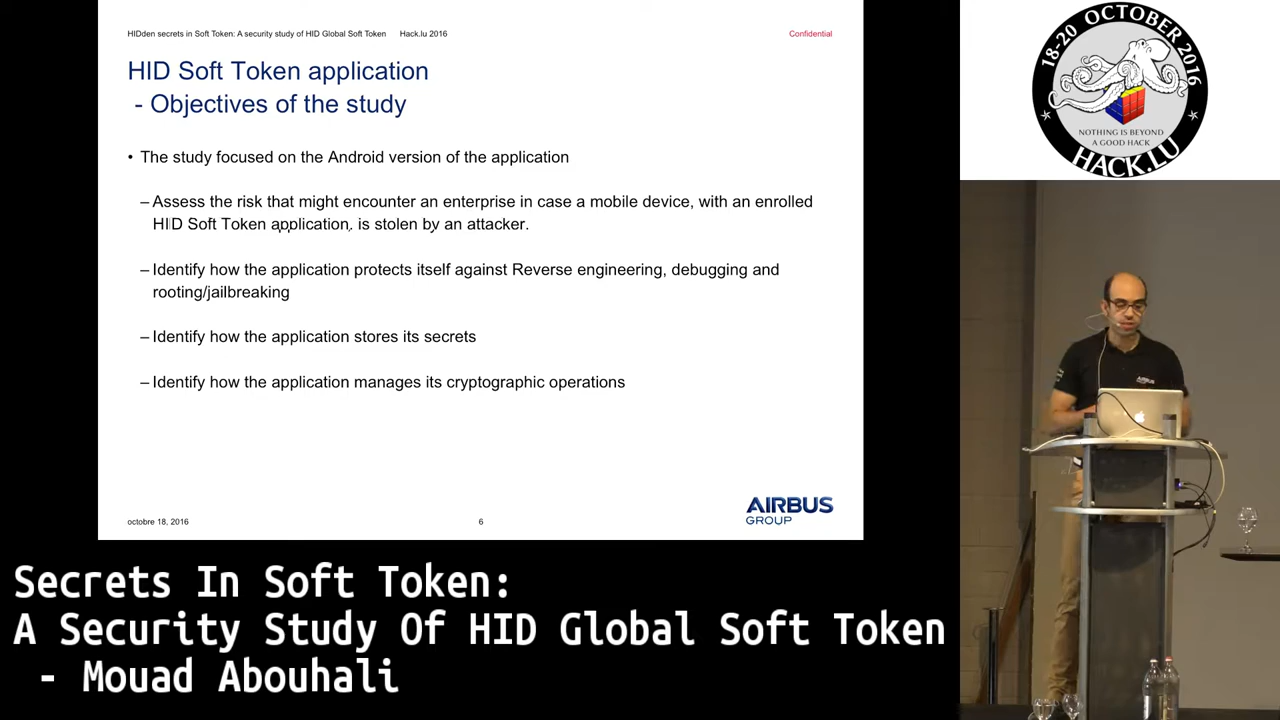 HIDden secrets in Soft Token: A security study of HID Global Soft Token Hack.lu 2016
Confidential
HID Soft Token application
- Objectives of the study
• The study focused on the Android version of the application
– Assess the risk that might encounter an enterprise in case a mobile device, with an enrolled
HID Soft Token application, is stolen by an attacker.
– Identify how the application protects itself against Reverse engineering, debugging and
rooting/jailbreaking
– Identify how the application stores its secrets
– Identify how the application manages its cryptographic operations
AIRBUS
GROUP
octobre 18, 2016
6
18-20 OCTOBER 2016
NOTHING IS BEYOND
A GOOD HACK
HACK.LU
AIRBUS
Secrets In Soft Token:
A Security Study Of HID Global Soft Token
- Mouad Abouhali